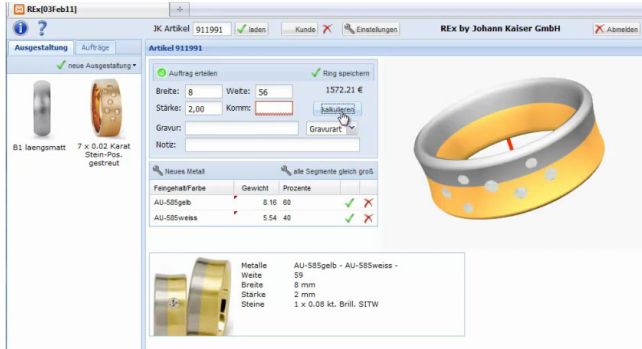 REx[03Feb11]
JK Artikel 911991 laden Kunde Einstellungen REx by Johann Kaiser GmbH Abmelden
Ausgestaltung Aufträge Artikel 911991
neue Ausgestaltung
Auftrag erteilen Ring speichern
Breite: 8 Weite: 56 1572.21 €
Stärke: 2,00 Komm: kalkulieren
Gravur: Gravurart
Notiz:
B1 laengsmatt
7 x 0.02 Karat
Stein-Pos.
gestreut
Neues Metall alle Segmente gleich groß
Feingehalt/Farbe Gewicht Prozente
AU-585gelb 8.16 60
AU-585weiss 5.54 40
Metalle AU-585gelb - AU-585weiss -
Weite 59
Breite 8 mm
Stärke 2 mm
Steine 1 x 0.08 kt. Brill. SITW